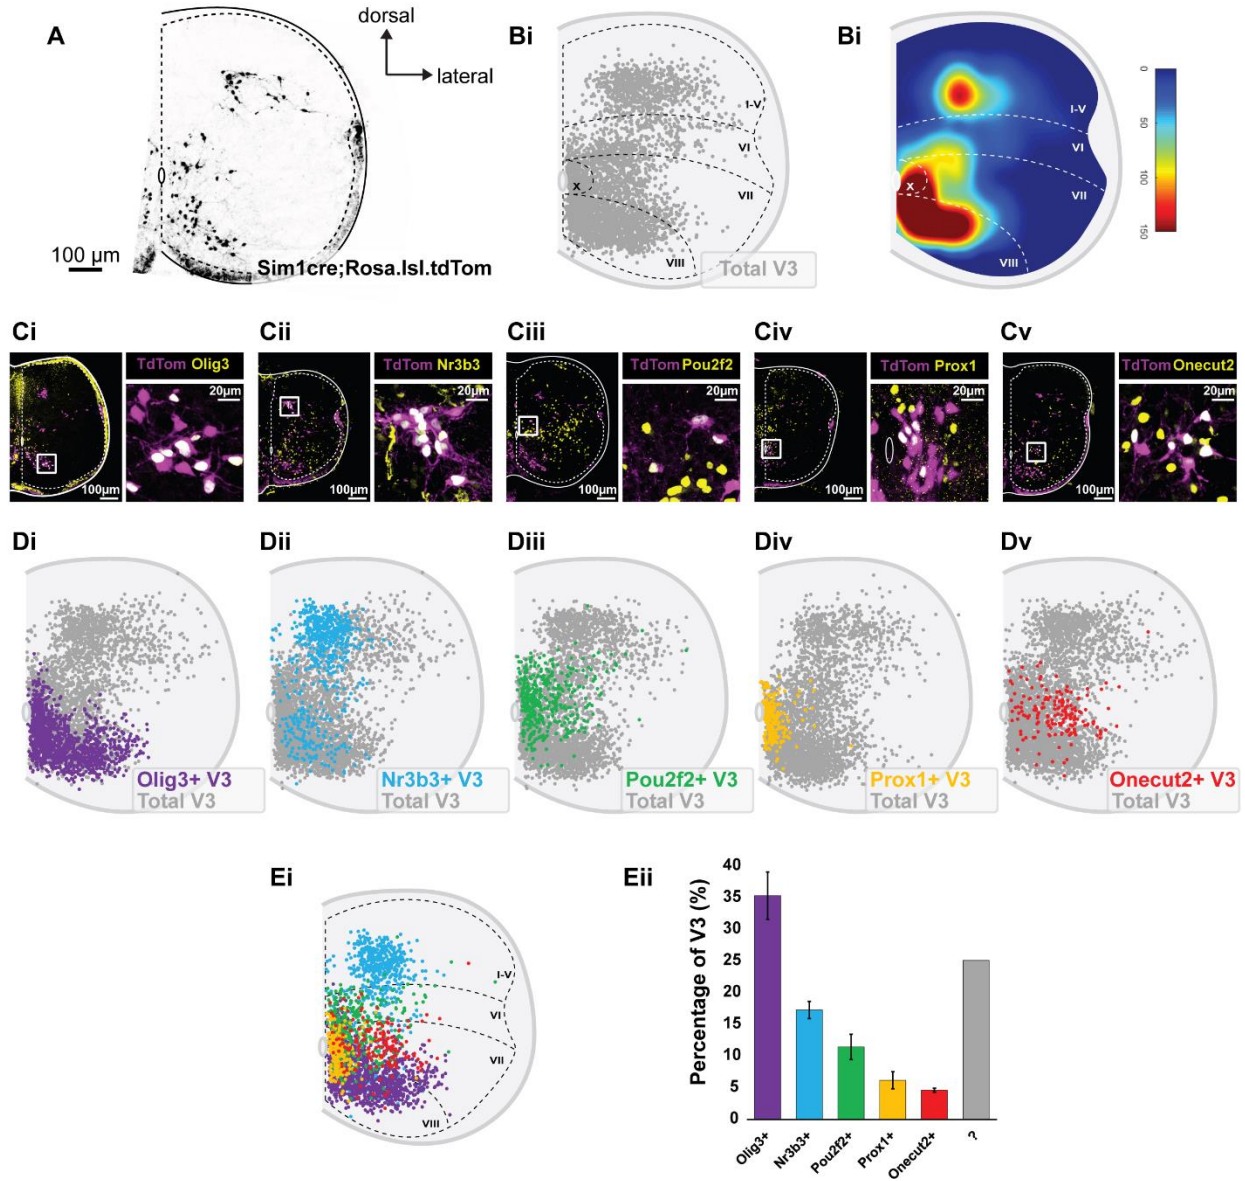 A
dorsal
lateral
100 µm
Sim1cre;Rosa.lsl.tdTom
Bi
I-V
VI
VII
X
VIII
Total V3
Bi
I-V
VI
VII
X
VIII
0
50
100
150
Ci
TdTom Olig3
20µm
100µm
Cii
TdTom Nr3b3
20µm
100µm
Ciii
TdTom Pou2f2
20µm
100µm
Civ
TdTom Prox1
20µm
100µm
Cv
TdTom Onecut2
20µm
100µm
Di
Olig3+ V3
Total V3
Dii
Nr3b3+ V3
Total V3
Diii
Pou2f2+ V3
Total V3
Div
Prox1+ V3
Total V3
Dv
Onecut2+ V3
Total V3
Ei
I-V
VI
VII
VIII
Eii
Percentage of V3 (%)
40
35
30
25
20
15
10
5
0
Olig3+
Nr3b3+
Pou2f2+
Prox1+
Onecut2+
?